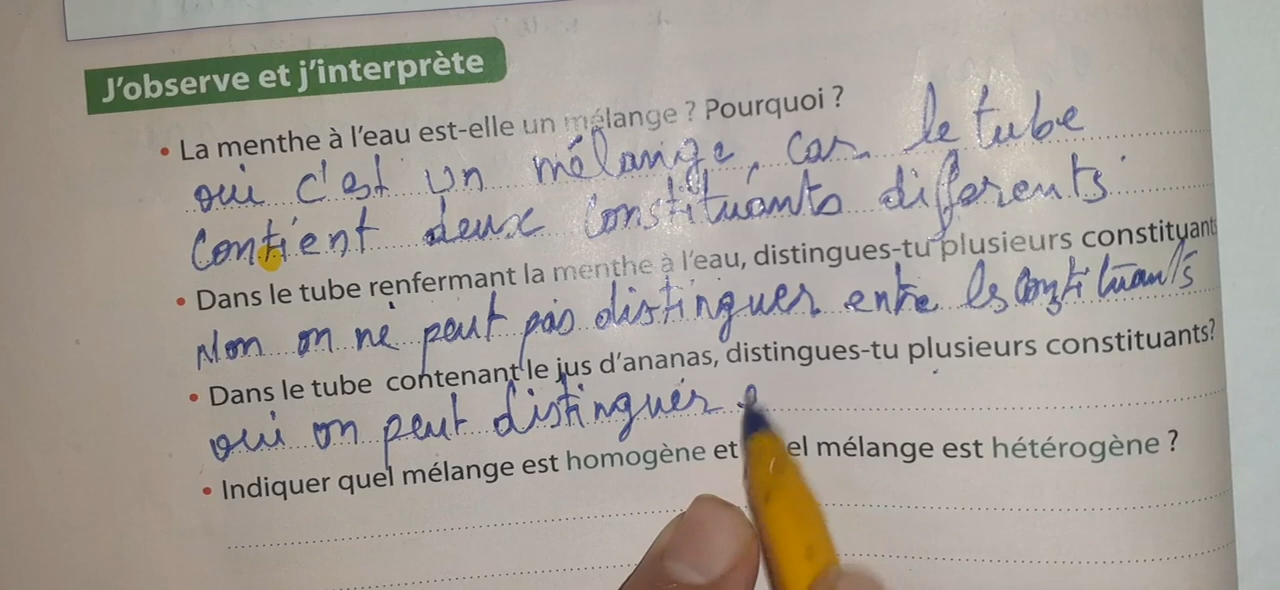 J'observe et j'interprète
• La menthe à l'eau est-elle un mélange ? Pourquoi ?
oui c'est un mélange, car le tube
contient deux constituants differents.
• Dans le tube renfermant la menthe à l'eau, distingues-tu plusieurs constituants
Non on ne peut pas distinguer entre les constituants
• Dans le tube contenant le jus d'ananas, distingues-tu plusieurs constituants?
oui on peut distinguer
• Indiquer quel mélange est homogène et el mélange est hétérogène ?